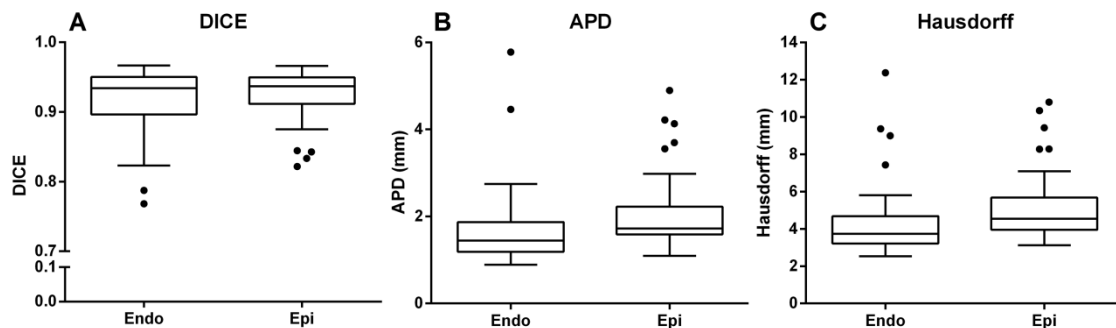 A DICE
DICE
1.0
0.9
0.8
0.7
0.1
0.0
Endo Epi
B APD
APD (mm)
6
4
2
0
Endo Epi
C Hausdorff
Hausdorff (mm)
14
12
10
8
6
4
2
0
Endo Epi